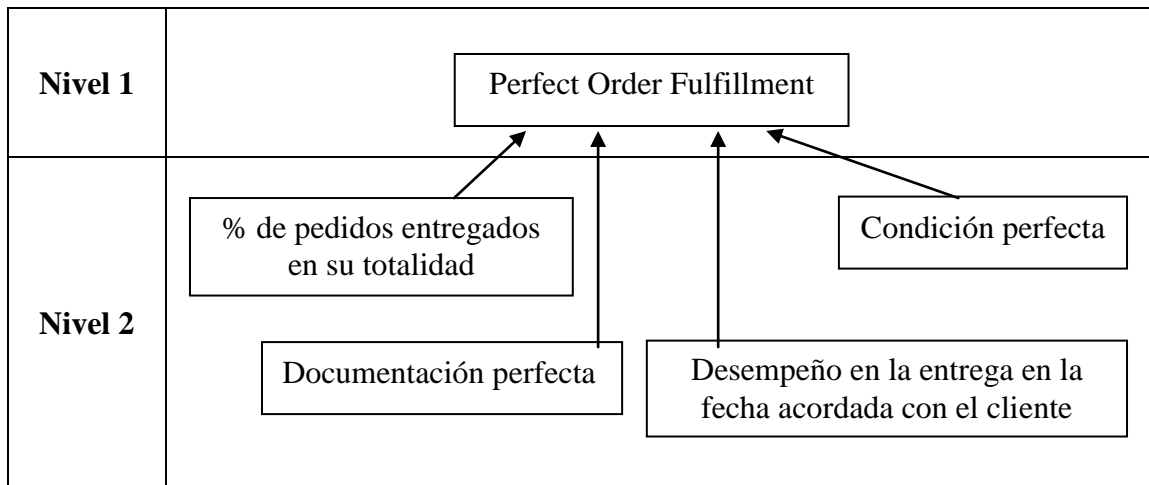 Nivel 1
Perfect Order Fulfillment
Nivel 2
% de pedidos entregados
en su totalidad
Condición perfecta
Documentación perfecta
Desempeño en la entrega en la
fecha acordada con el cliente